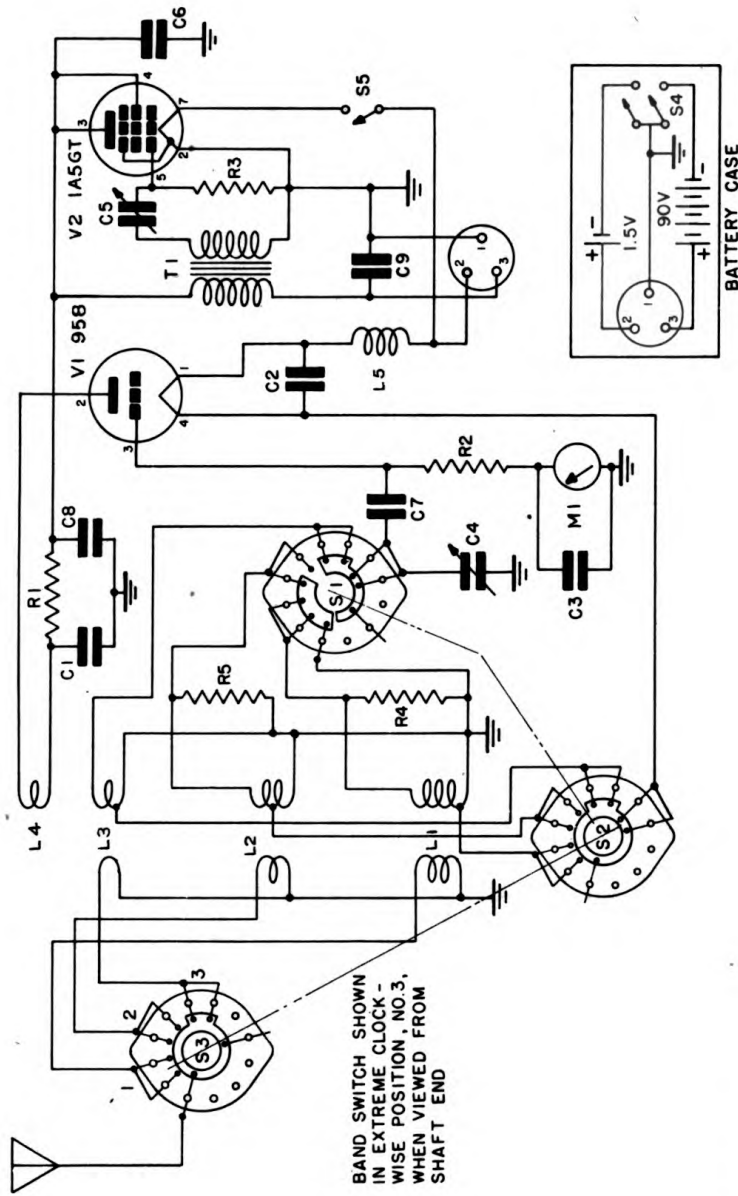 C6
V2 1A5GT
3
4
5
2
7
S5
C5
R3
T1
C9
2
1
3
V1 958
2
3
4
1
C2
L5
R1
C1
C8
S1
C7
R2
C4
M1
C3
R5
R4
L4
L3
L2
L1
S2
1
2
3
S3
BAND SWITCH SHOWN
IN EXTREME CLOCK-
WISE POSITION, NO.3,
WHEN VIEWED FROM
SHAFT END
+
-
1.5V
S4
2
1
3
90V
+
-
BATTERY CASE